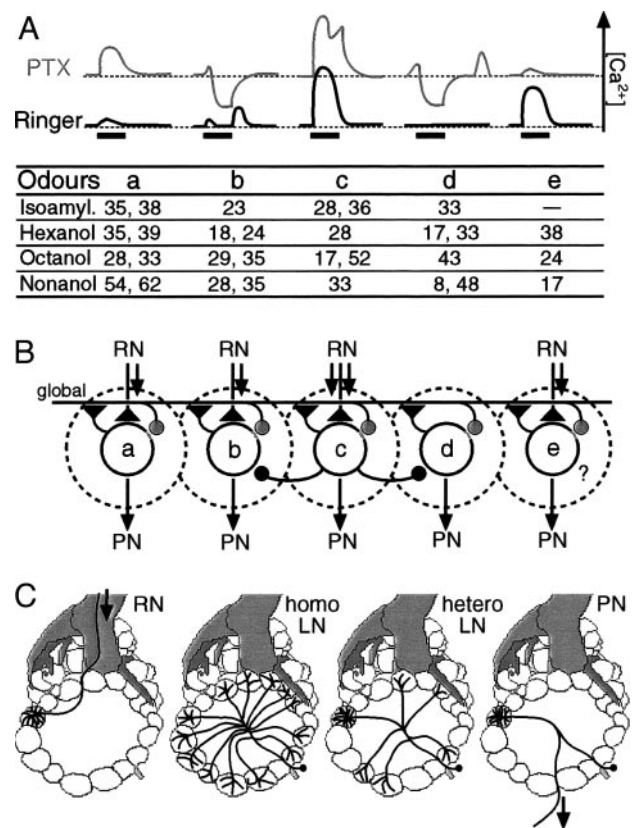 A
PTX
[Ca2+]
Ringer
Odours a b c d e
Isoamyl. 35, 38 23 28, 36 33 —
Hexanol 35, 39 18, 24 28 17, 33 38
Octanol 28, 33 29, 35 17, 52 43 24
Nonanol 54, 62 28, 35 33 8, 48 17
B
RN RN RN RN
global
a b c d e
?
PN PN PN PN PN
C
RN homo LN hetero LN PN